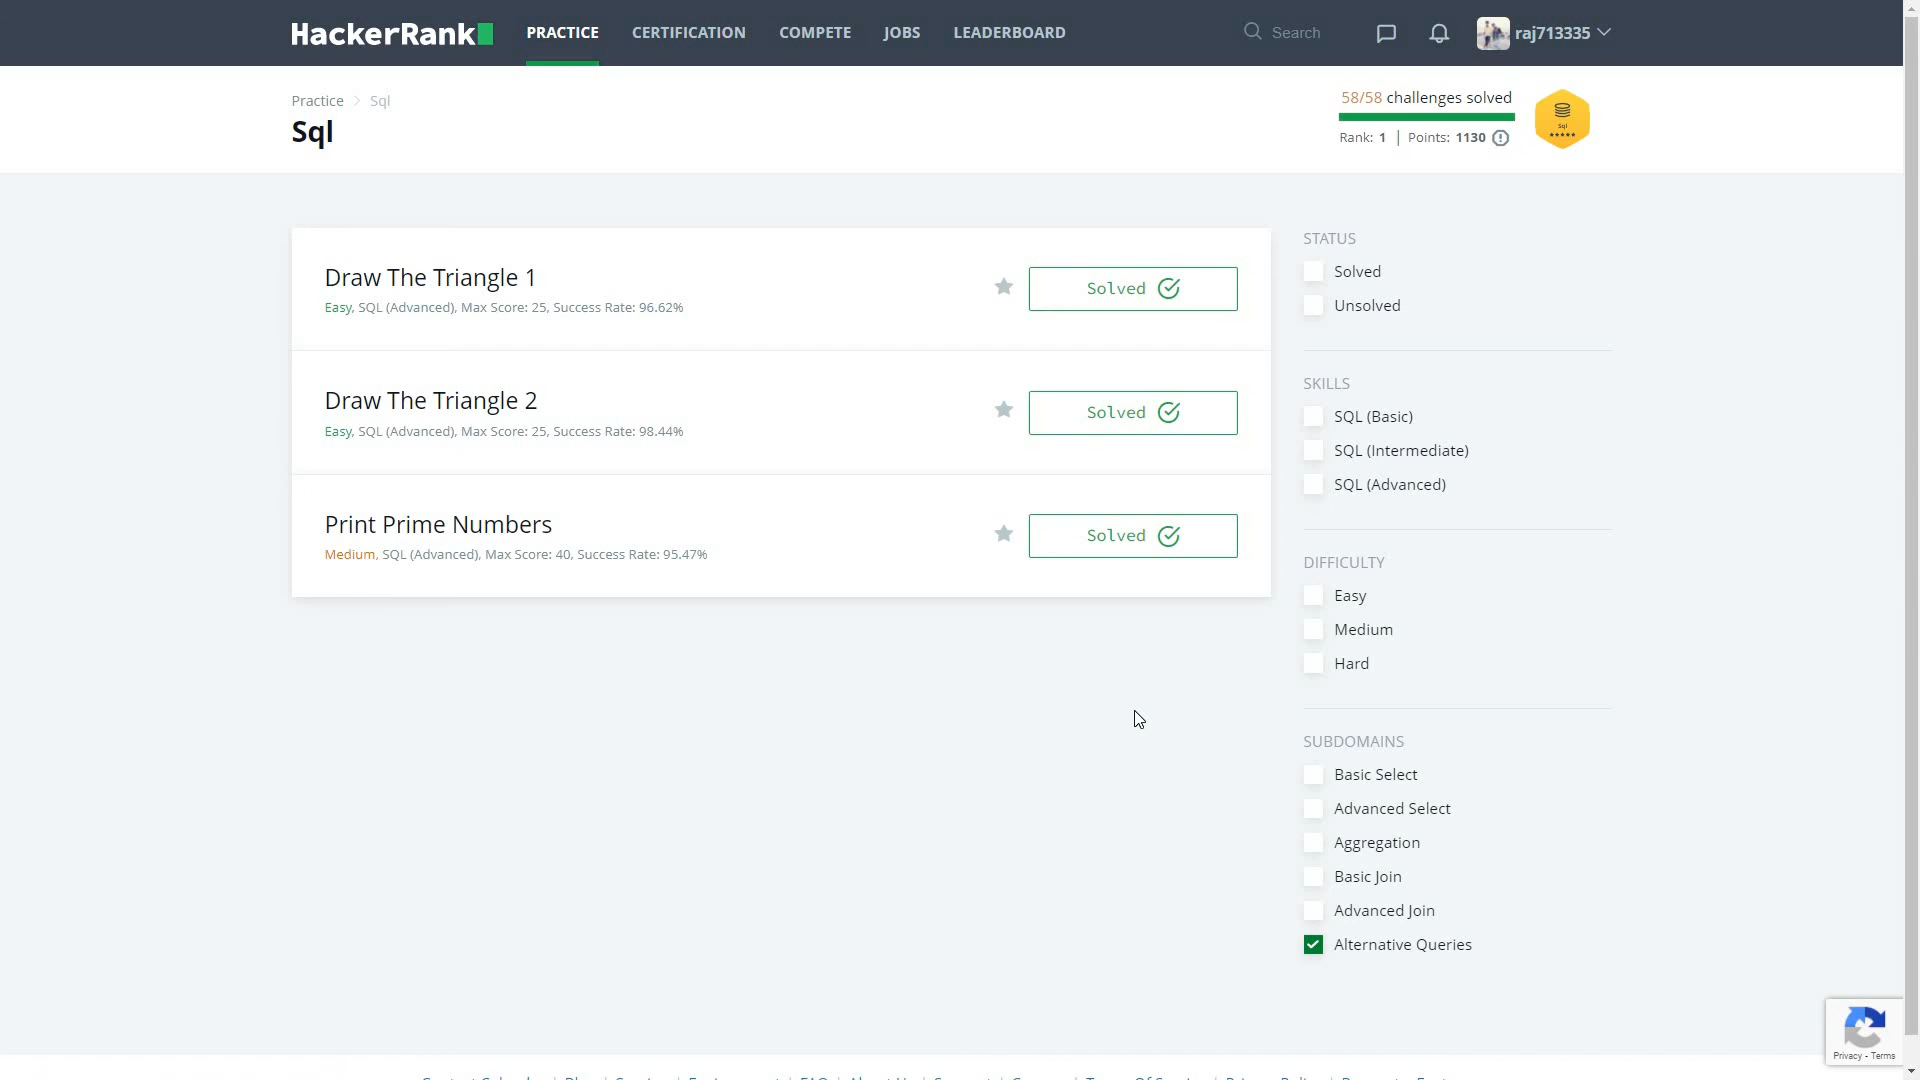 HackerRank
PRACTICE
CERTIFICATION
COMPETE
JOBS
LEADERBOARD
Search
raj713335
Practice
Sql
Sql
58/58 challenges solved
Rank: 1 | Points: 1130
Sql
Draw The Triangle 1
Easy, SQL (Advanced), Max Score: 25, Success Rate: 96.62%
Solved
Draw The Triangle 2
Easy, SQL (Advanced), Max Score: 25, Success Rate: 98.44%
Solved
Print Prime Numbers
Medium, SQL (Advanced), Max Score: 40, Success Rate: 95.47%
Solved
STATUS
Solved
Unsolved
SKILLS
SQL (Basic)
SQL (Intermediate)
SQL (Advanced)
DIFFICULTY
Easy
Medium
Hard
SUBDOMAINS
Basic Select
Advanced Select
Aggregation
Basic Join
Advanced Join
Alternative Queries
Privacy - Terms